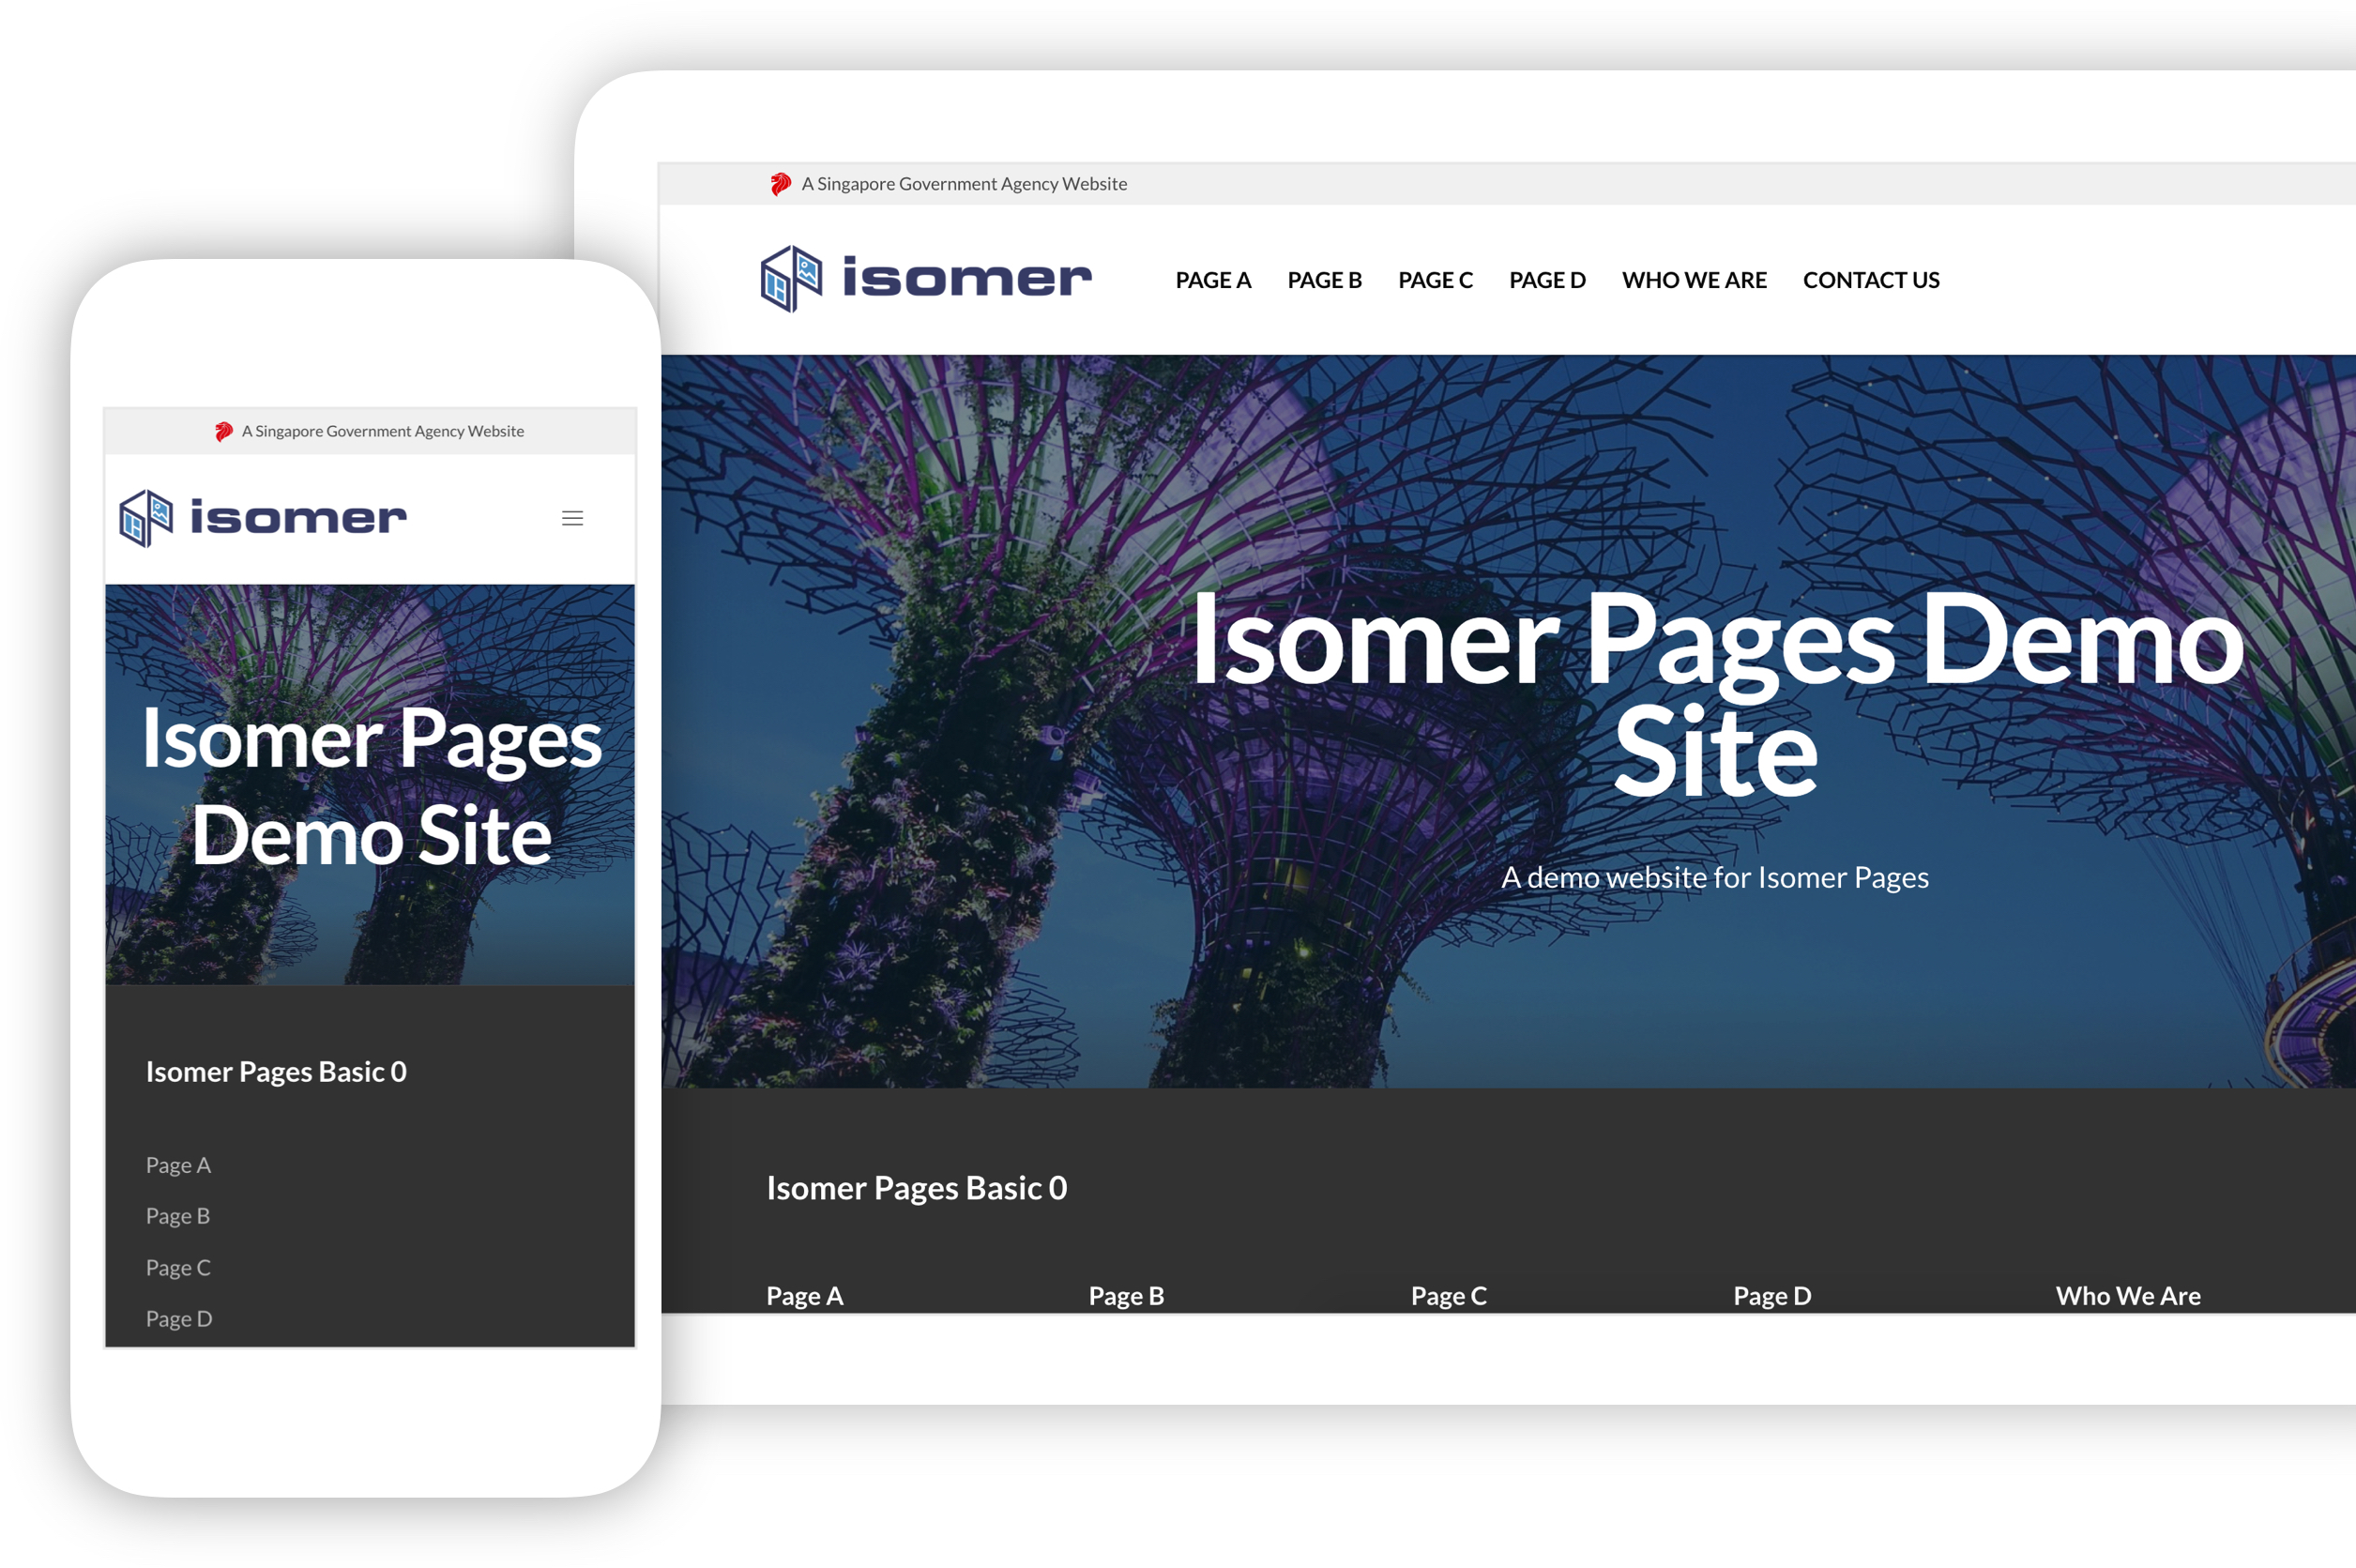 A Singapore Government Agency Website
isomer
PAGE A PAGE B PAGE C PAGE D WHO WE ARE CONTACT US
Isomer Pages Demo
Site
A demo website for Isomer Pages
Isomer Pages Basic 0
Page A Page B Page C Page D Who We Are
A Singapore Government Agency Website
isomer
Isomer Pages
Demo Site
Isomer Pages Basic 0
Page A
Page B
Page C
Page D